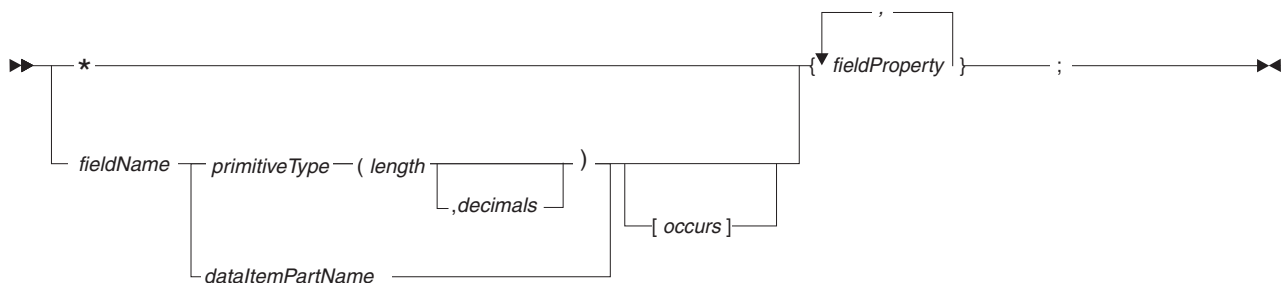 ,
* { fieldProperty } ;
fieldName primitiveType ( length )
,decimals
[ occurs ]
dataItemPartName